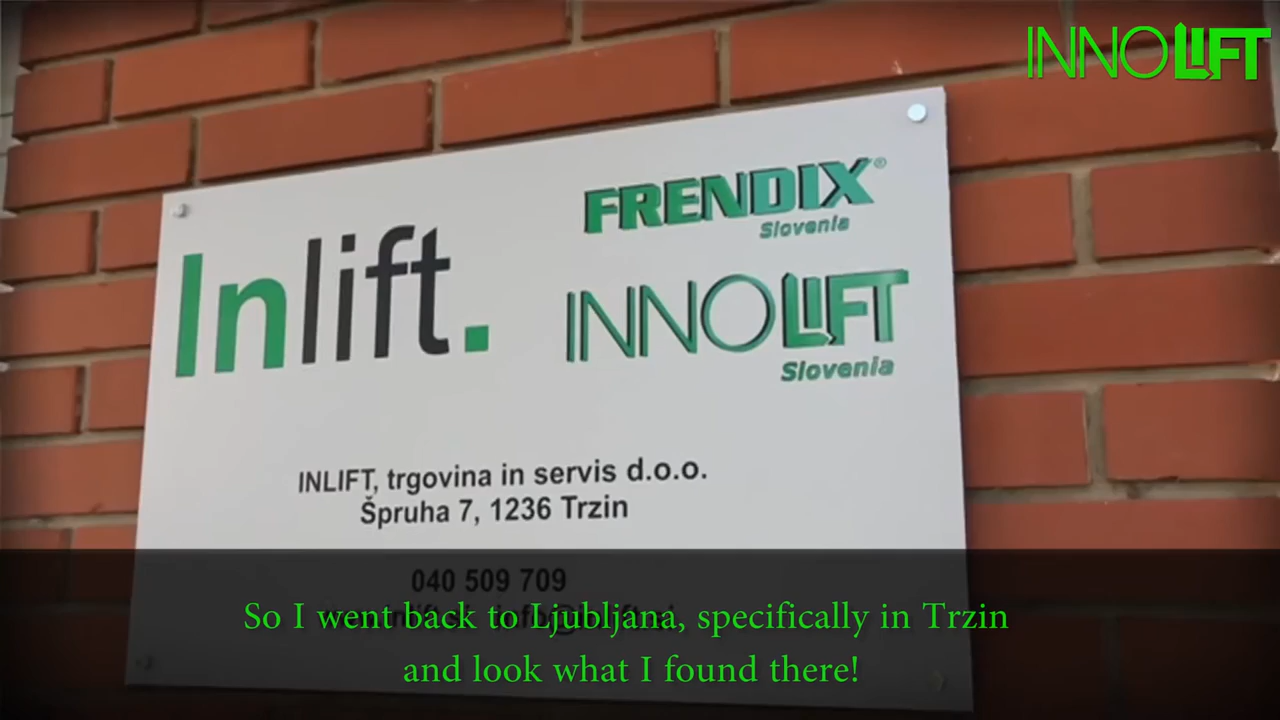 INNOLIFT
FRENDIX®
Slovenia
Inlift.
INNOLIFT
Slovenia
INLIFT, trgovina in servis d.o.o.
Špruha 7, 1236 Trzin
040 509 709
So I went back to Ljubljana, specifically in Trzin
and look what I found there!